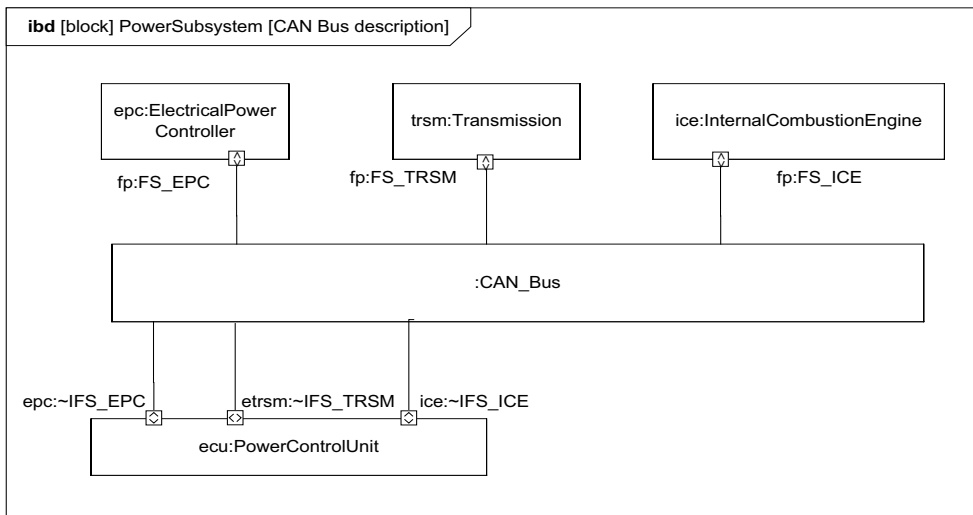 ibd [block] PowerSubsystem [CAN Bus description]
epc:ElectricalPower
Controller
trsm:Transmission
ice:InternalCombustionEngine
fp:FS_EPC
fp:FS_TRSM
fp:FS_ICE
:CAN_Bus
epc:~IFS_EPC
etrsm:~IFS_TRSM
ice:~IFS_ICE
ecu:PowerControlUnit